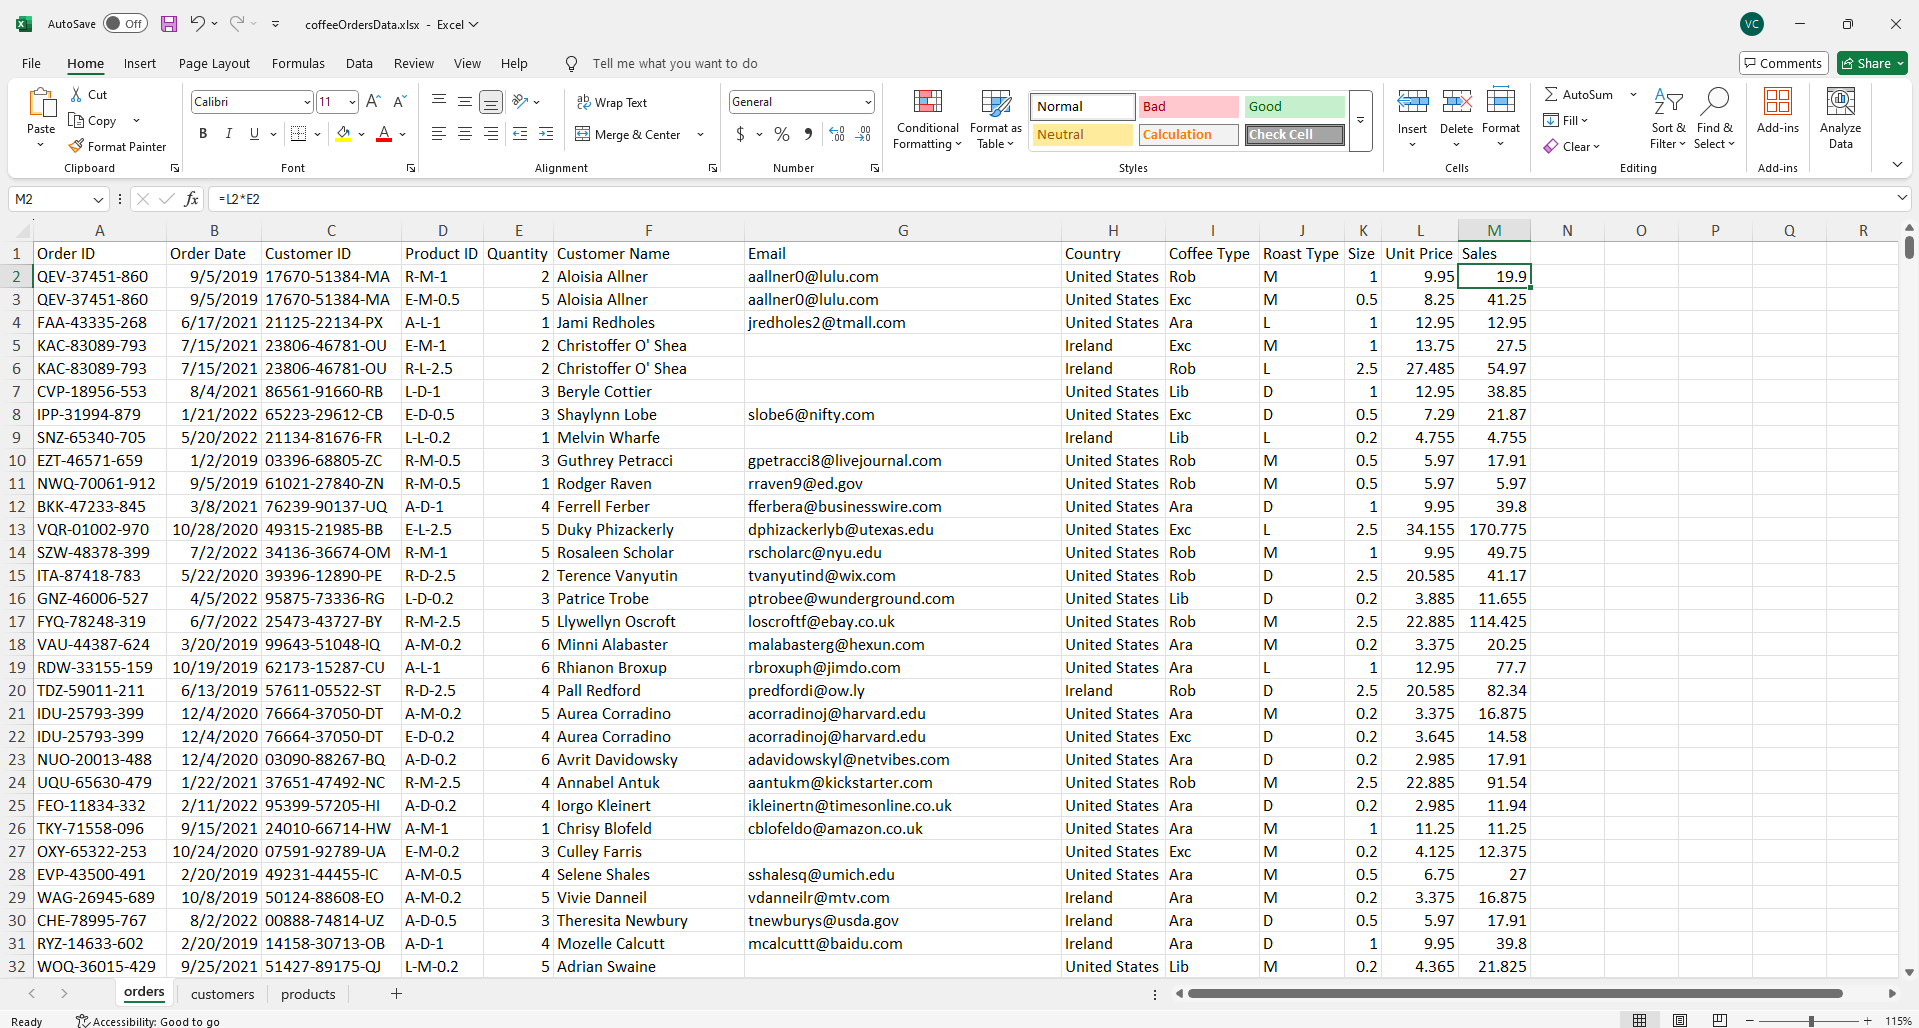 AutoSave Off coffeeOrdersData.xlsx - Excel VC
File Home Insert Page Layout Formulas Data Review View Help Tell me what you want to do Comments Share
Paste Cut Copy Format Painter Clipboard
Calibri 11 A A B I U A Font
ab Wrap Text Merge & Center Alignment
General $ % , Number
Conditional Formatting Format as Table
Normal Bad Good
Neutral Calculation Check Cell
Styles
Insert Delete Format Cells
AutoSum Fill Clear Sort & Filter Find & Select Editing
Add-ins Add-ins
Analyze Data
M2 fx =L2*E2
A B C D E F G H I J K L M N O P Q R
1 Order ID Order Date Customer ID Product ID Quantity Customer Name Email Country Coffee Type Roast Type Size Unit Price Sales
2 QEV-37451-860 9/5/2019 17670-51384-MA R-M-1 2 Aloisia Allner aallner0@lulu.com United States Rob M 1 9.95 19.9
3 QEV-37451-860 9/5/2019 17670-51384-MA E-M-0.5 5 Aloisia Allner aallner0@lulu.com United States Exc M 0.5 8.25 41.25
4 FAA-43335-268 6/17/2021 21125-22134-PX A-L-1 1 Jami Redholes jredholes2@tmall.com United States Ara L 1 12.95 12.95
5 KAC-83089-793 7/15/2021 23806-46781-OU E-M-1 2 Christoffer O' Shea Ireland Exc M 1 13.75 27.5
6 KAC-83089-793 7/15/2021 23806-46781-OU R-L-2.5 2 Christoffer O' Shea Ireland Rob L 2.5 27.485 54.97
7 CVP-18956-553 8/4/2021 86561-91660-RB L-D-1 3 Beryle Cottier United States Lib D 1 12.95 38.85
8 IPP-31994-879 1/21/2022 65223-29612-CB E-D-0.5 3 Shaylynn Lobe slobe6@nifty.com United States Exc D 0.5 7.29 21.87
9 SNZ-65340-705 5/20/2022 21134-81676-FR L-L-0.2 1 Melvin Wharfe Ireland Lib L 0.2 4.755 4.755
10 EZT-46571-659 1/2/2019 03396-68805-ZC R-M-0.5 3 Guthrey Petracci gpetracci8@livejournal.com United States Rob M 0.5 5.97 17.91
11 NWQ-70061-912 9/5/2019 61021-27840-ZN R-M-0.5 1 Rodger Raven rraven9@ed.gov United States Rob M 0.5 5.97 5.97
12 BKK-47233-845 3/8/2021 76239-90137-UQ A-D-1 4 Ferrell Ferber fferbera@businesswire.com United States Ara D 1 9.95 39.8
13 VQR-01002-970 10/28/2020 49315-21985-BB E-L-2.5 5 Duky Phizackerly dphizackerlyb@utexas.edu United States Exc L 2.5 34.155 170.775
14 SZW-48378-399 7/2/2022 34136-36674-OM R-M-1 5 Rosaleen Scholar rscholarc@nyu.edu United States Rob M 1 9.95 49.75
15 ITA-87418-783 5/22/2020 39396-12890-PE R-D-2.5 2 Terence Vanyutin tvanyutind@wix.com United States Rob D 2.5 20.585 41.17
16 GNZ-46006-527 4/5/2022 95875-73336-RG L-D-0.2 3 Patrice Trobe ptrobee@wunderground.com United States Lib D 0.2 3.885 11.655
17 FYQ-78248-319 6/7/2022 25473-43727-BY R-M-2.5 5 Llywellyn Oscroft loscroftf@ebay.co.uk United States Rob M 2.5 22.885 114.425
18 VAU-44387-624 3/20/2019 99643-51048-IQ A-M-0.2 6 Minni Alabaster malabasterg@hexun.com United States Ara M 0.2 3.375 20.25
19 RDW-33155-159 10/19/2019 62173-15287-CU A-L-1 6 Rhianon Broxup rbroxuph@jimdo.com United States Ara L 1 12.95 77.7
20 TDZ-59011-211 6/13/2019 57611-05522-ST R-D-2.5 4 Pall Redford predfordi@ow.ly Ireland Rob D 2.5 20.585 82.34
21 IDU-25793-399 12/4/2020 76664-37050-DT A-M-0.2 5 Aurea Corradino acorradinoj@harvard.edu United States Ara M 0.2 3.375 16.875
22 IDU-25793-399 12/4/2020 76664-37050-DT E-D-0.2 4 Aurea Corradino acorradinoj@harvard.edu United States Exc D 0.2 3.645 14.58
23 NUO-20013-488 12/4/2020 03090-88267-BQ A-D-0.2 6 Avrit Davidowsky adavidowskyl@netvibes.com United States Ara D 0.2 2.985 17.91
24 UQU-65630-479 1/22/2021 37651-47492-NC R-M-2.5 4 Annabel Antuk aantukm@kickstarter.com United States Rob M 2.5 22.885 91.54
25 FEO-11834-332 2/11/2022 95399-57205-HI A-D-0.2 4 Iorgo Kleinert ikleinertn@timesonline.co.uk United States Ara D 0.2 2.985 11.94
26 TKY-71558-096 9/15/2021 24010-66714-HW A-M-1 1 Chrisy Blofeld cblofeldo@amazon.co.uk United States Ara M 1 11.25 11.25
27 OXY-65322-253 10/24/2020 07591-92789-UA E-M-0.2 3 Culley Farris United States Exc M 0.2 4.125 12.375
28 EVP-43500-491 2/20/2019 49231-44455-IC A-M-0.5 4 Selene Shales sshalesq@umich.edu United States Ara M 0.5 6.75 27
29 WAG-26945-689 10/8/2019 50124-88608-EO A-M-0.2 5 Vivie Danneil vdanneilr@mtv.com Ireland Ara M 0.2 3.375 16.875
30 CHE-78995-767 8/2/2022 00888-74814-UZ A-D-0.5 3 Theresita Newbury tnewburys@usda.gov Ireland Ara D 0.5 5.97 17.91
31 RYZ-14633-602 2/20/2019 14158-30713-OB A-D-1 4 Mozelle Calcutt mcalcuttt@baidu.com Ireland Ara D 1 9.95 39.8
32 WOQ-36015-429 9/25/2021 51427-89175-QJ L-M-0.2 5 Adrian Swaine United States Lib M 0.2 4.365 21.825
orders customers products +
Ready Accessibility: Good to go 115%